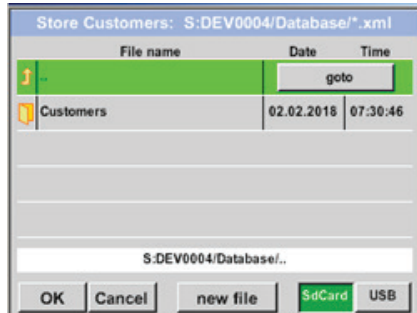 Store Customers: S:DEV0004/Database/*.xml
File name Date Time
.. goto
Customers 02.02.2018 07:30:46
S:DEV0004/Database/..
OK Cancel new file SdCard USB